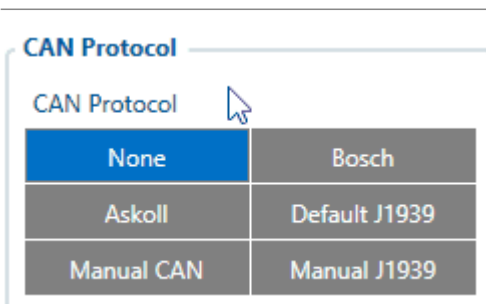 CAN Protocol
CAN Protocol
None Bosch
Askoll Default J1939
Manual CAN Manual J1939